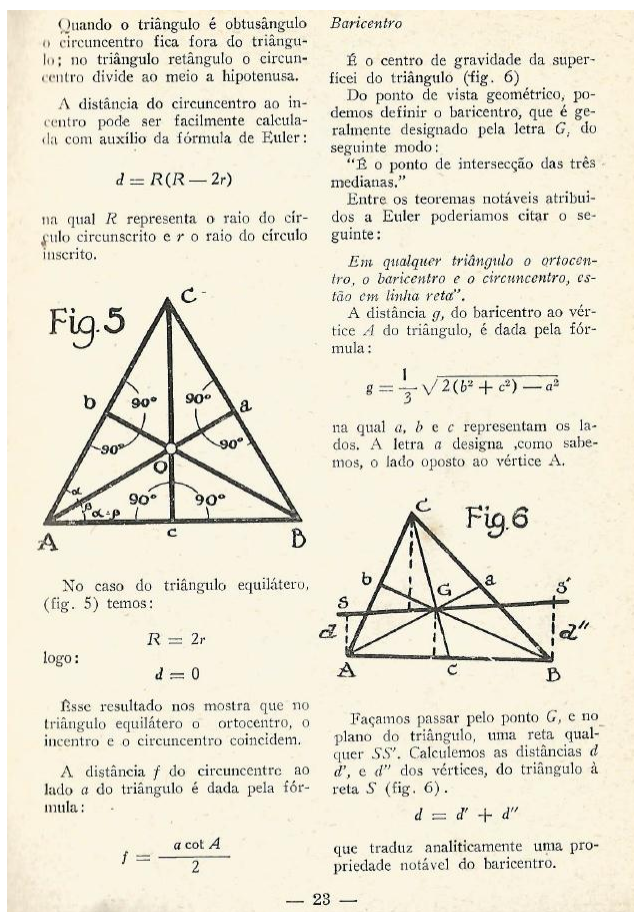 Quando o triângulo é obtusângulo
o circuncentro fica fora do triângu-
lo; no triângulo retângulo o circun-
centro divide ao meio a hipotenusa.
A distância do circuncentro ao in-
centro pode ser facilmente calcula-
da com auxílio da fórmula de Euler:
d = R(R — 2r)
na qual R representa o raio do cír-
culo circunscrito e r o raio do círculo
inscrito.
Fig. 5
C
b
90°
90°
a
90°
90°
O
α
β
90°
90°
α=β
A
c
B
No caso do triângulo equilátero,
(fig. 5) temos:
R = 2r
logo:
d = 0
Êsse resultado nos mostra que no
triângulo equilátero o ortocentro, o
incentro e o circuncentro coincidem.
A distância f do circuncentro ao
lado a do triângulo é dada pela fór-
mula:
f = a cot A / 2
Baricentro
É o centro de gravidade da super-
ficei do triângulo (fig. 6)
Do ponto de vista geométrico, po-
demos definir o baricentro, que é ge-
ralmente designado pela letra G, do
seguinte modo:
"É o ponto de intersecção das três
medianas."
Entre os teoremas notáveis atribui-
dos a Euler poderiamos citar o se-
guinte:
Em qualquer triângulo o ortocen-
tro, o baricentro e o circuncentro, es-
tão em linha reta".
A distância g, do baricentro ao vér-
tice A do triângulo, é dada pela fór-
mula:
g = 1/3 √ 2(b² + c²) — a²
na qual a, b e c representam os la-
dos. A letra a designa ,como sabe-
mos, o lado oposto ao vértice A.
C
Fig. 6
b
G
a
S
S'
d
d''
A
c
B
Façamos passar pelo ponto G, e no
plano do triângulo, uma reta qual-
quer SS'. Calculemos as distâncias d
d', e d" dos vértices, do triângulo à
reta S (fig. 6).
d = d' + d"
que traduz analiticamente uma pro-
priedade notável do baricentro.
— 23 —